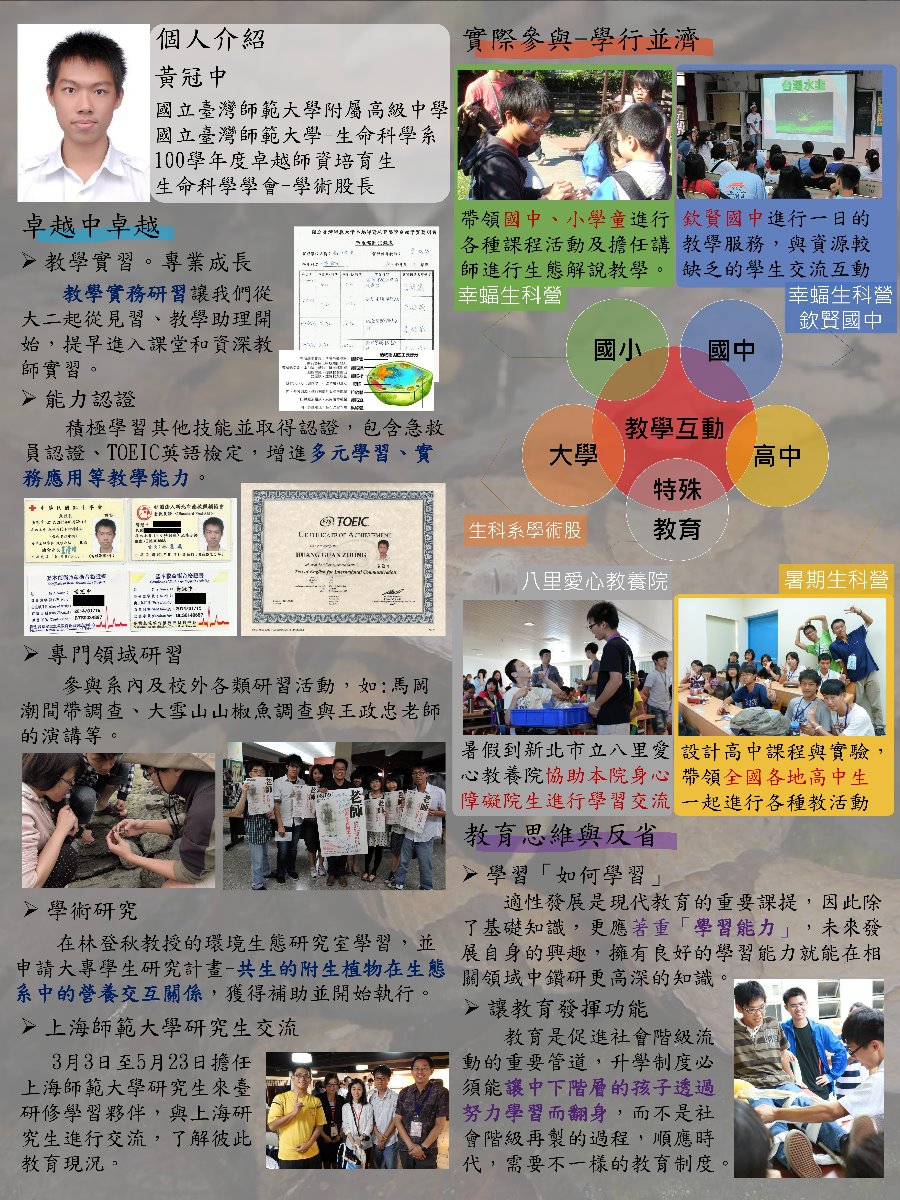 個人介紹
黃冠中
國立臺灣師範大學附屬高級中學
國立臺灣師範大學-生命科學系
100學年度卓越師資培育生
生命科學學會-學術股長
卓越中卓越
➢教學實習。專業成長
教學實務研習讓我們從
大二起從見習、教學助理開
始，提早進入課堂和資深教
師實習。
➢能力認證
積極學習其他技能並取得認證，包含急救
員認證、TOEIC英語檢定，增進多元學習、實
務應用等教學能力。
TOEIC
CERTIFICATE OF ACHIEVEMENT
HUANG GUAN ZHONG
➢專門領域研習
參與系內及校外各類研習活動，如:馬岡
潮間帶調查、大雪山山椒魚調查與王政忠老師
的演講等。
老師
➢學術研究
在林登秋教授的環境生態研究室學習，並
申請大專學生研究計畫-共生的附生植物在生態
系中的營養交互關係，獲得補助並開始執行。
➢上海師範大學研究生交流
3月3日至5月23日擔任
上海師範大學研究生來臺
研修學習夥伴，與上海研
究生進行交流，了解彼此
教育現況。
實際參與-學行並濟
台灣水韭
帶領國中、小學童進行
各種課程活動及擔任講
師進行生態解說教學。
幸蝠生科營
欽賢國中進行一日的
教學服務，與資源較
缺乏的學生交流互動
幸蝠生科營
欽賢國中
國小
國中
教學互動
大學
高中
特殊
教育
生科系學術股
八里愛心教養院
暑期生科營
暑假到新北市立八里愛
心教養院協助本院身心
障礙院生進行學習交流
設計高中課程與實驗，
帶領全國各地高中生
一起進行各種教活動
教育思維與反省
➢學習「如何學習」
適性發展是現代教育的重要課提，因此除
了基礎知識，更應著重「學習能力」，未來發
展自身的興趣，擁有良好的學習能力就能在相
關領域中鑽研更高深的知識。
➢讓教育發揮功能
教育是促進社會階級流
動的重要管道，升學制度必
須能讓中下階層的孩子透過
努力學習而翻身，而不是社
會階級再製的過程，順應時
代，需要不一樣的教育制度。